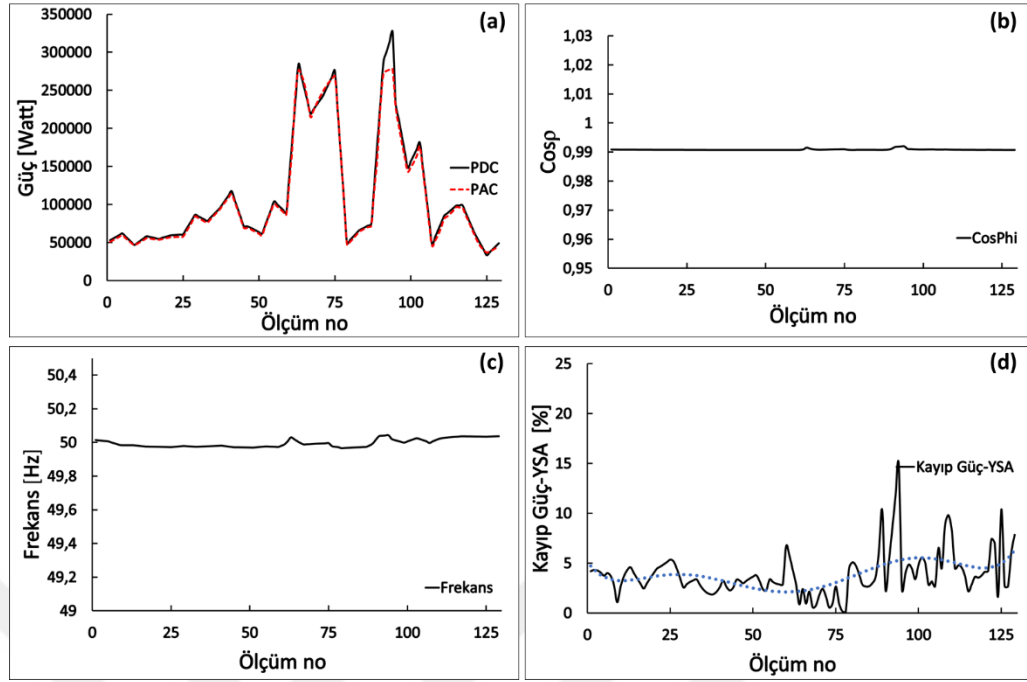 (a)
350000
300000
250000
200000
150000
100000
50000
0
Güç [Watt]
PDC
PAC
0 25 50 75 100 125
Ölçüm no
(b)
1,03
1,02
1,01
1
0,99
0,98
0,97
0,96
0,95
Cosρ
CosPhi
0 25 50 75 100 125
Ölçüm no
(c)
50,4
50,2
50
49,8
49,6
49,4
49,2
49
Frekans [Hz]
Frekans
0 25 50 75 100 125
Ölçüm no
(d)
25
20
15
10
5
0
Kayıp Güç-YSA [%]
Kayıp Güç-YSA
0 25 50 75 100 125
Ölçüm no